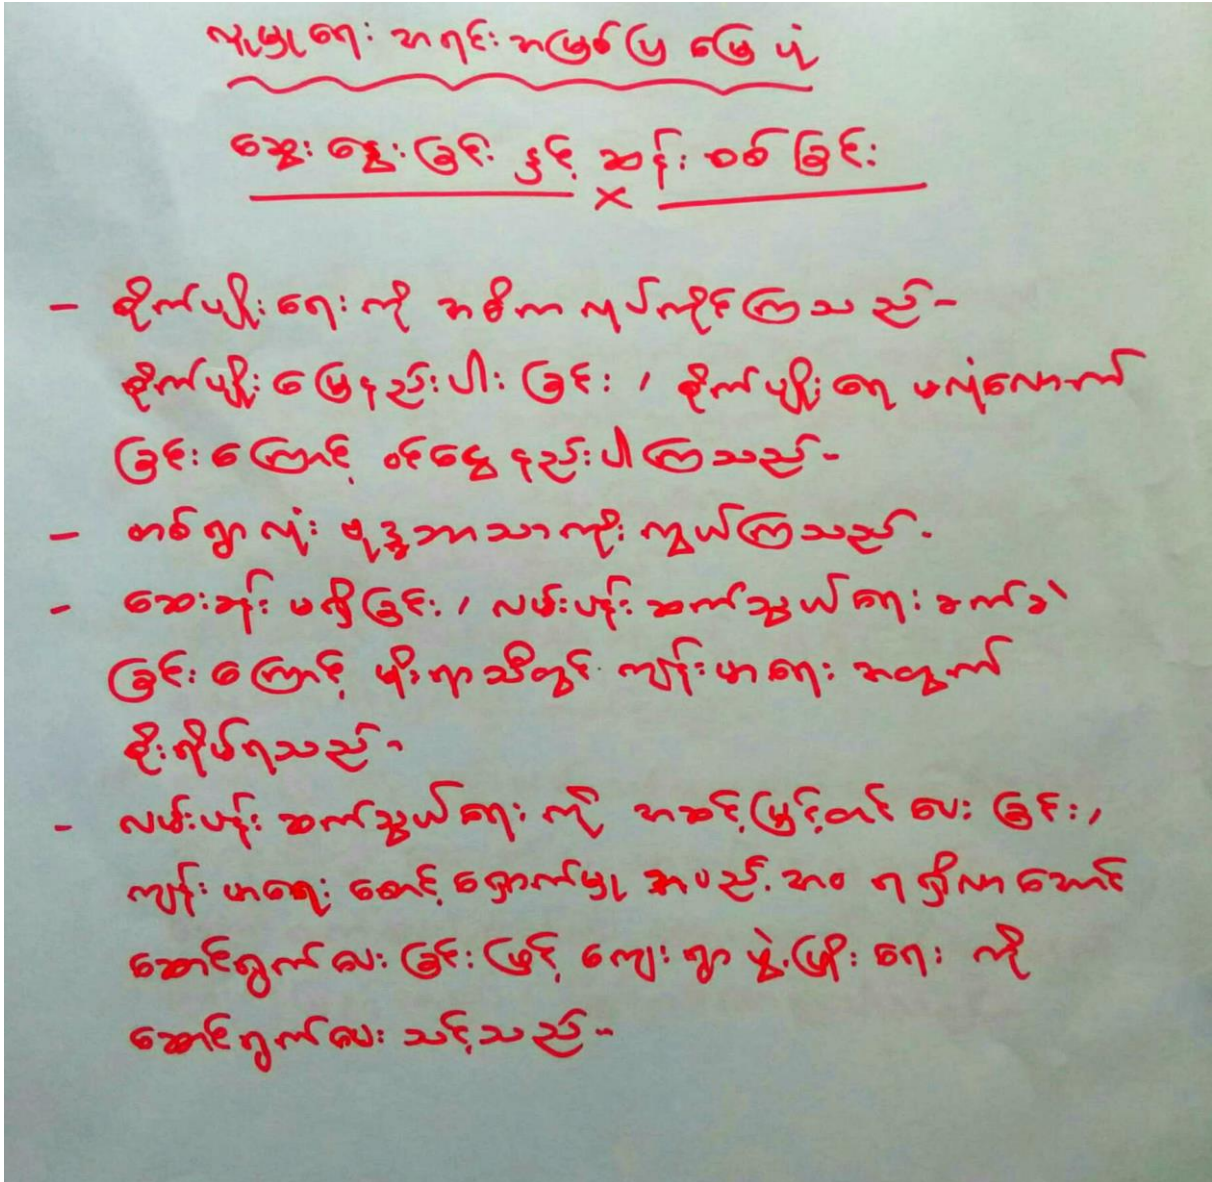 လူမှုရေး အရင်းအမြစ်ပြ မြေပုံ
ဆွေးနွေးခြင်း နှင့် ဆန်းစစ်ခြင်း
- စိုက်ပျိုးရေးကို အဓိက လုပ်ကိုင်ကြသည်-
စိုက်ပျိုးမြေနည်းပါးခြင်း ၊ စိုက်ပျိုးရေ မလုံလောက်
ခြင်းကြောင့် ဝင်ငွေနည်းပါကြသည်-
- တစ်ရွာလုံး ဗုဒ္ဓဘာသာကိုး ကွယ်ကြသည်-
- ဆေးခန်း မရှိခြင်း ၊ လမ်းပန်း ဆက်သွယ်ရေး ခက်ခဲ
ခြင်းကြောင့် မိုးရာသီတွင် ကျန်းမာရေး အတွက်
စိုးရိမ်ရသည်-
- လမ်းပန်း ဆက်သွယ်ရေး ကို အဆင့်မြှင့်တင် ပေးခြင်း ၊
ကျန်းမာရေး စောင့်ရှောက်မှု အပည့်အဝ ရရှိလာအောင်
ဆောင်ရွက်ပေးခြင်းဖြင့် ကျေးရွာ ဖွံ့ဖြိုးရေး ကို
ဆောင်ရွက်ပေး သင့်သည်-